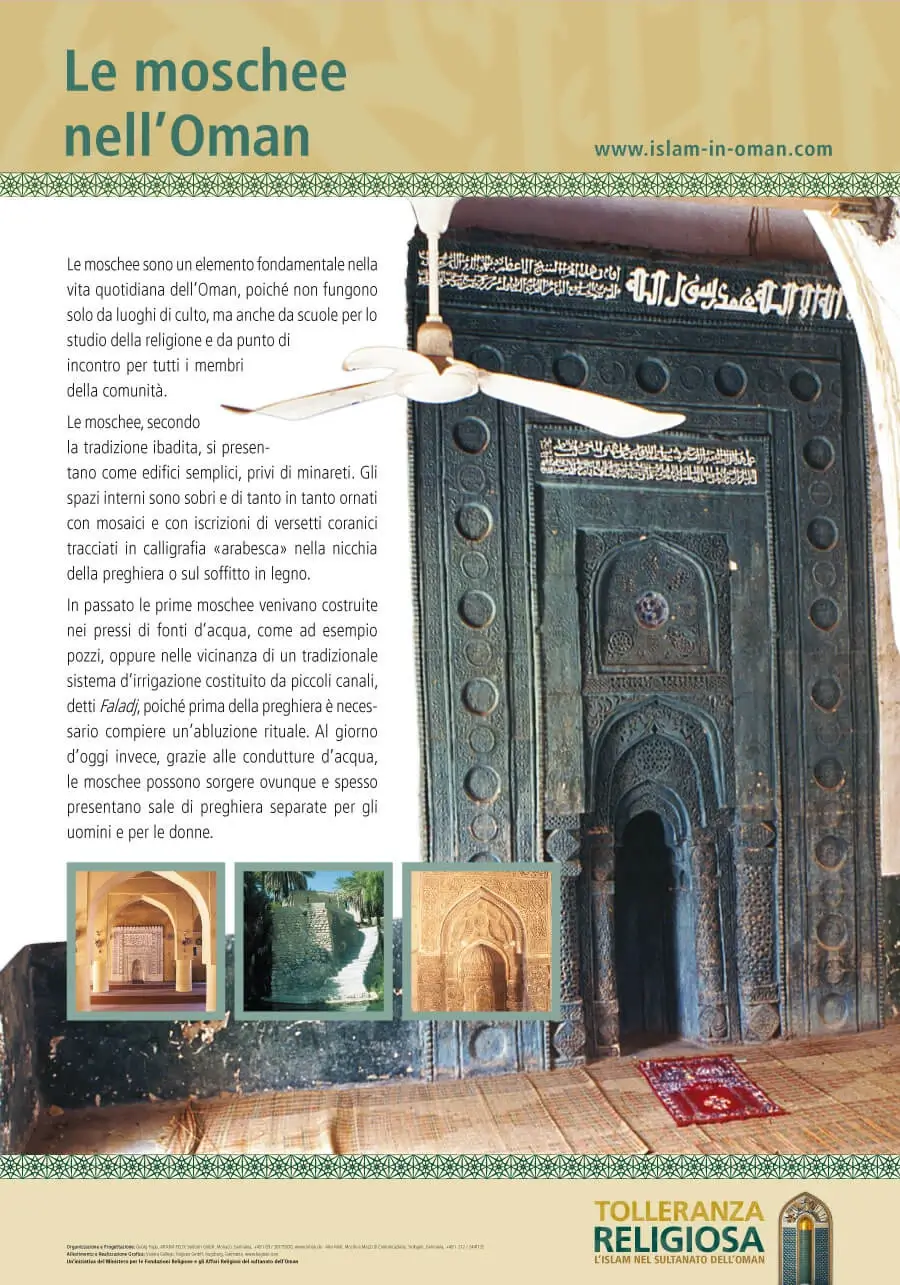 Le moschee
nell'Oman
www.islam-in-oman.com
Le moschee sono un elemento fondamentale nella
vita quotidiana dell'Oman, poiché non fungono
solo da luoghi di culto, ma anche da scuole per lo
studio della religione e da punto di
incontro per tutti i membri
della comunità.
Le moschee, secondo
la tradizione ibadita, si presen-
tano come edifici semplici, privi di minareti. Gli
spazi interni sono sobri e di tanto in tanto ornati
con mosaici e con iscrizioni di versetti coranici
tracciati in calligrafia «arabesca» nella nicchia
della preghiera o sul soffitto in legno.
In passato le prime moschee venivano costruite
nei pressi di fonti d'acqua, come ad esempio
pozzi, oppure nelle vicinanza di un tradizionale
sistema d'irrigazione costituito da piccoli canali,
detti Faladj, poiché prima della preghiera è neces-
sario compiere un'abluzione rituale. Al giorno
d'oggi invece, grazie alle condutture d'acqua,
le moschee possono sorgere ovunque e spesso
presentano sale di preghiera separate per gli
uomini e per le donne.
TOLLERANZA
RELIGIOSA
L'ISLAM NEL SULTANATO DELL'OMAN
Organizzazione e Progettazione:
Allestimento e Realizzazione Grafica:
Un'iniziativa del Ministero per le Fondazioni Religiose e gli Affari Religiosi del sultanato dell'Oman